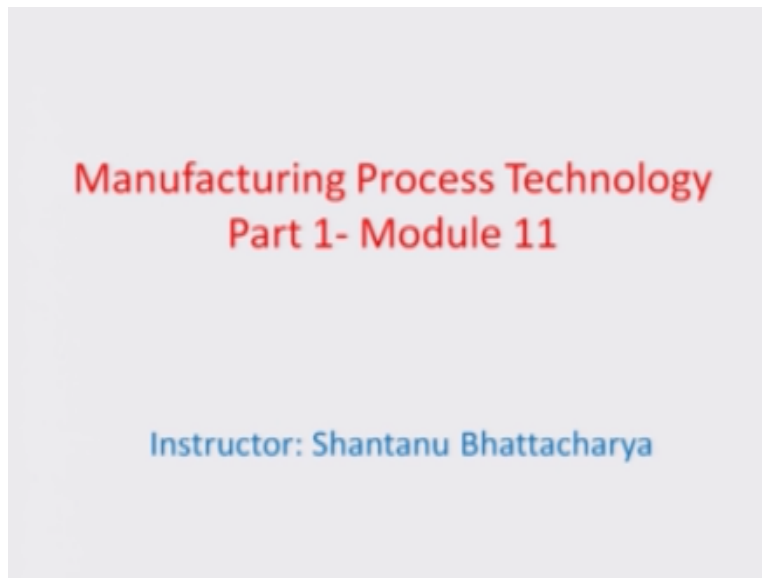 Manufacturing Process Technology
Part 1- Module 11
Instructor: Shantanu Bhattacharya